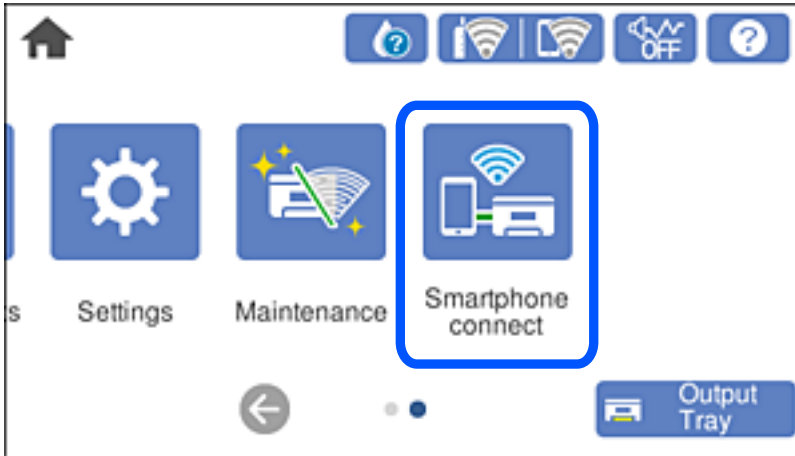 OFF
?
?
s
Settings
Maintenance
Smartphone
connect
Output
Tray